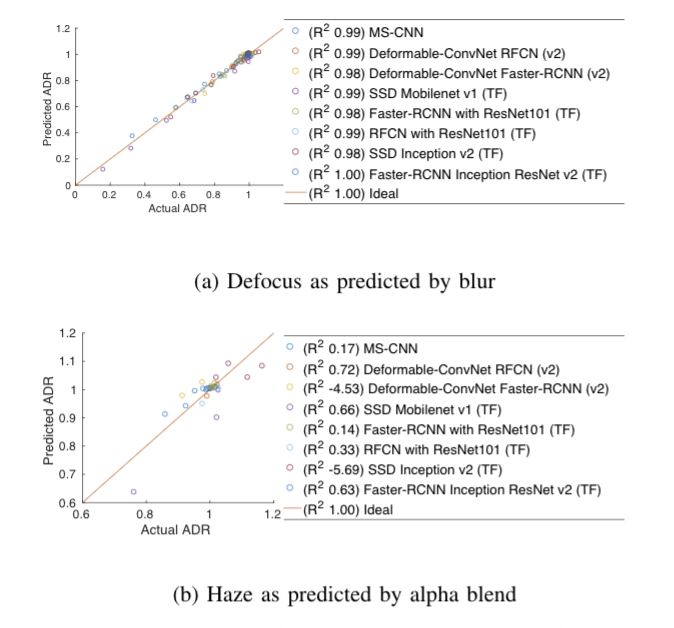 1.2
1
0.8
0.6
0.4
0.2
0
Predicted ADR
0 0.2 0.4 0.6 0.8 1
Actual ADR
(R² 0.99) MS-CNN
(R² 0.99) Deformable-ConvNet RFCN (v2)
(R² 0.98) Deformable-ConvNet Faster-RCNN (v2)
(R² 0.99) SSD Mobilenet v1 (TF)
(R² 0.98) Faster-RCNN with ResNet101 (TF)
(R² 0.99) RFCN with ResNet101 (TF)
(R² 0.98) SSD Inception v2 (TF)
(R² 1.00) Faster-RCNN Inception ResNet v2 (TF)
(R² 1.00) Ideal
(a) Defocus as predicted by blur
1.2
1.1
1
0.9
0.8
0.7
0.6
Predicted ADR
0.6 0.8 1 1.2
Actual ADR
(R² 0.17) MS-CNN
(R² 0.72) Deformable-ConvNet RFCN (v2)
(R² -4.53) Deformable-ConvNet Faster-RCNN (v2)
(R² 0.66) SSD Mobilenet v1 (TF)
(R² 0.14) Faster-RCNN with ResNet101 (TF)
(R² 0.33) RFCN with ResNet101 (TF)
(R² -5.69) SSD Inception v2 (TF)
(R² 0.63) Faster-RCNN Inception ResNet v2 (TF)
(R² 1.00) Ideal
(b) Haze as predicted by alpha blend